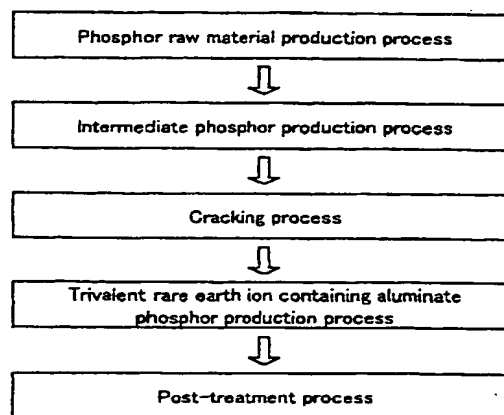 Phosphor raw material production process
Intermediate phosphor production process
Cracking process
Trivalent rare earth ion containing aluminate
phosphor production process
Post-treatment process